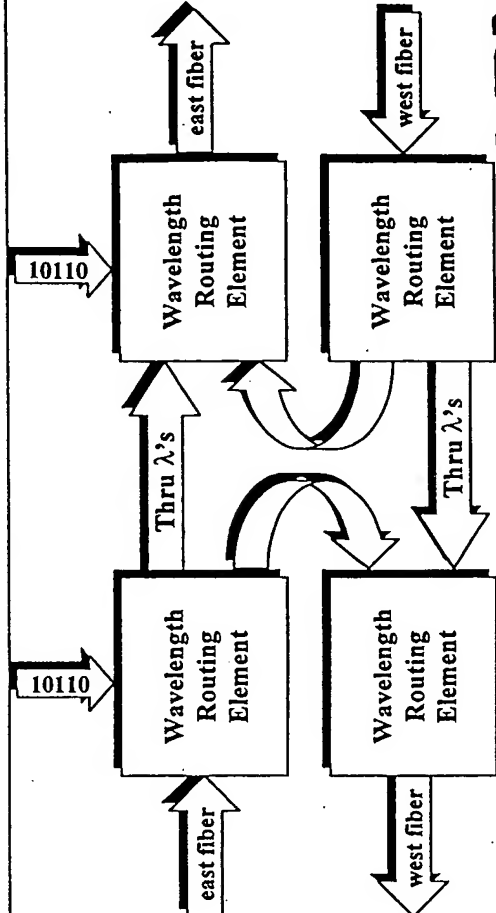 10110
10110
east fiber
Wavelength
Routing
Element
Thru λ's
Wavelength
Routing
Element
east fiber
west fiber
Wavelength
Routing
Element
Thru λ's
Wavelength
Routing
Element
west fiber